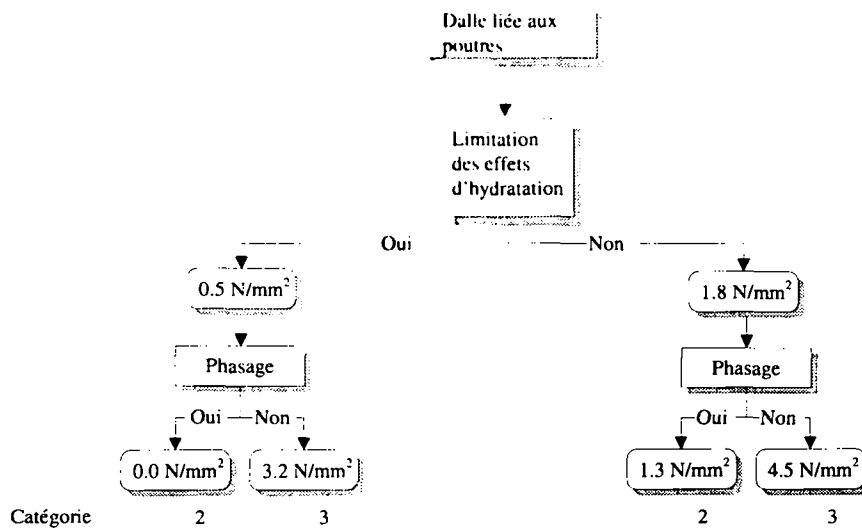 Dalle liée aux
poutres
Limitation
des effets
d'hydratation
Oui Non
0.5 N/mm² 1.8 N/mm²
Phasage Phasage
Oui Non Oui Non
0.0 N/mm² 3.2 N/mm² 1.3 N/mm² 4.5 N/mm²
Catégorie 2 3 2 3